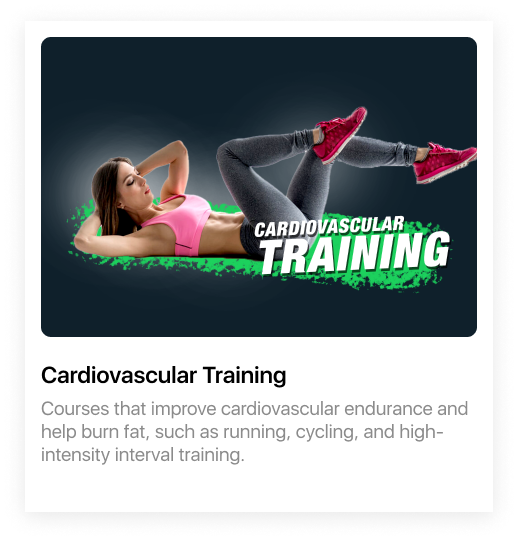 CARDIOVASCULAR
TRAINING
Cardiovascular Training
Courses that improve cardiovascular endurance and
help burn fat, such as running, cycling, and high-
intensity interval training.